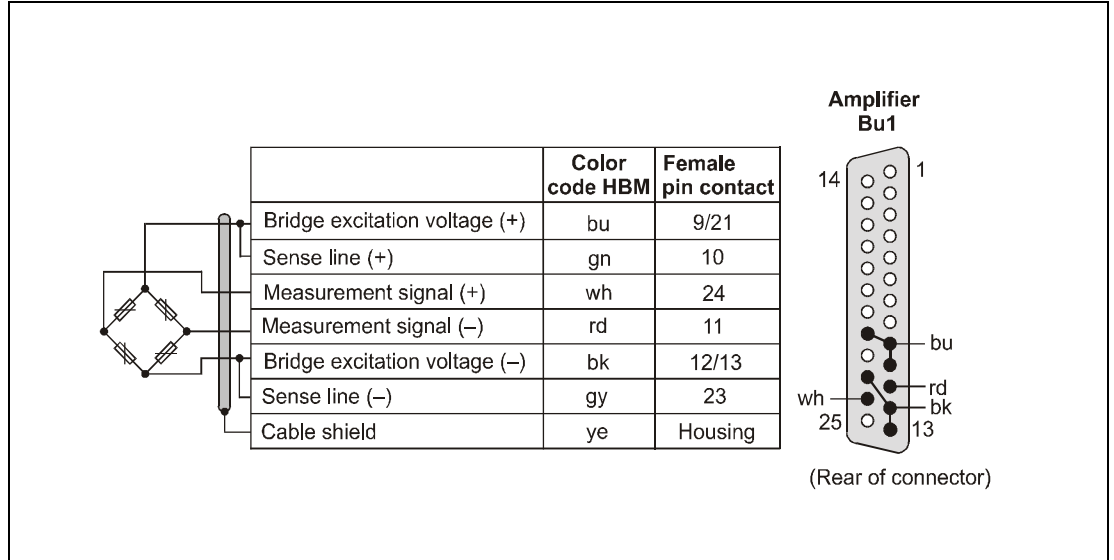 Color code HBM
Female pin contact
Bridge excitation voltage (+) bu 9/21
Sense line (+) gn 10
Measurement signal (+) wh 24
Measurement signal (–) rd 11
Bridge excitation voltage (–) bk 12/13
Sense line (–) gy 23
Cable shield ye Housing
Amplifier
Bu1
14
1
bu
rd
wh
bk
25
13
(Rear of connector)